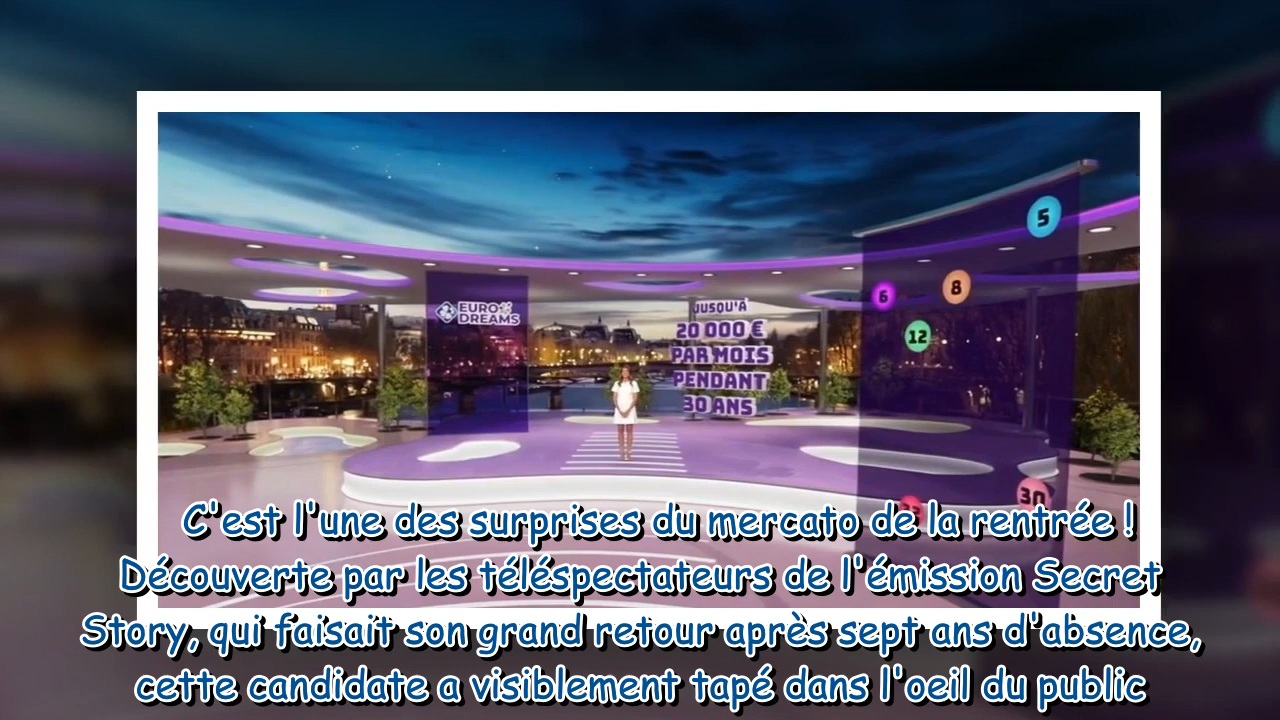 5
6
8
12
EURO
DREAMS
JUSQU'À
20 000 €
PAR MOIS
PENDANT
30 ANS
30
C'est l'une des surprises du mercato de la rentrée !
Découverte par les téléspectateurs de l'émission Secret
Story, qui faisait son grand retour après sept ans d'absence,
cette candidate a visiblement tapé dans l'oeil du public